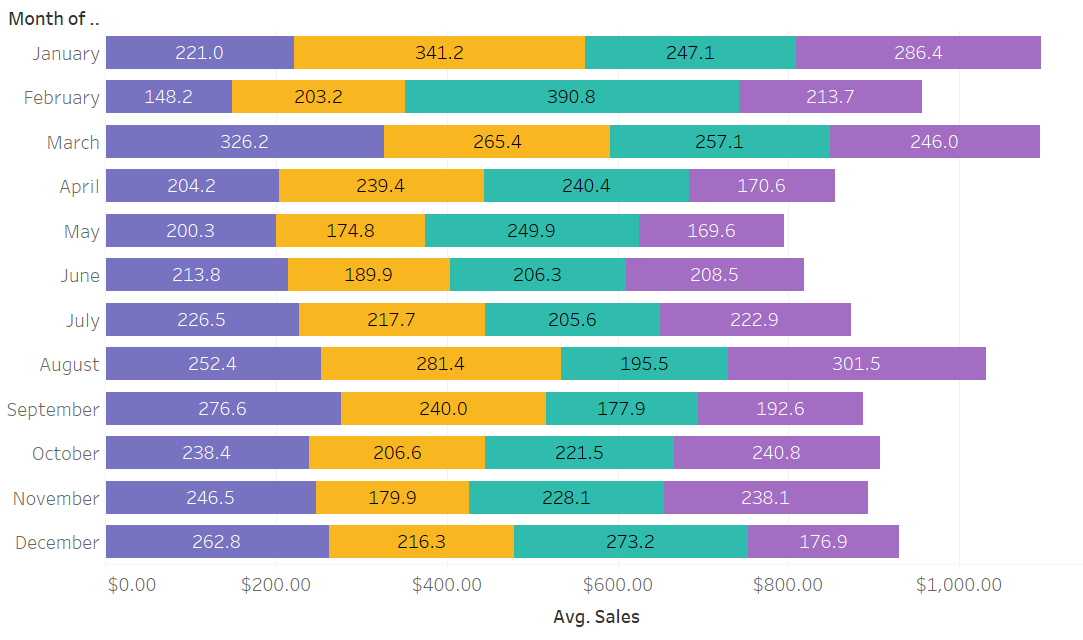 Month of ..
January 221.0 341.2 247.1 286.4
February 148.2 203.2 390.8 213.7
March 326.2 265.4 257.1 246.0
April 204.2 239.4 240.4 170.6
May 200.3 174.8 249.9 169.6
June 213.8 189.9 206.3 208.5
July 226.5 217.7 205.6 222.9
August 252.4 281.4 195.5 301.5
September 276.6 240.0 177.9 192.6
October 238.4 206.6 221.5 240.8
November 246.5 179.9 228.1 238.1
December 262.8 216.3 273.2 176.9
$0.00 $200.00 $400.00 $600.00 $800.00 $1,000.00
Avg. Sales